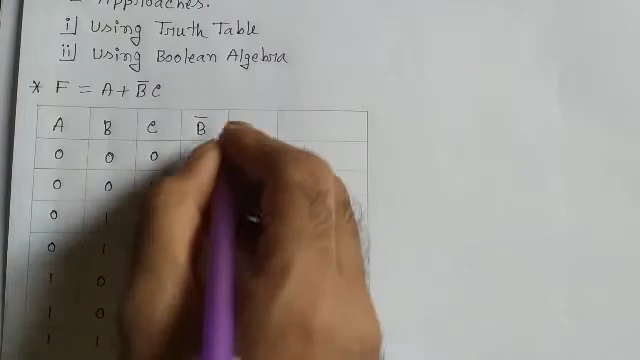 Approaches.
i) Using Truth Table
ii) Using Boolean Algebra
* F = A + B̅C
A B C B̅
0 0 0
0 0
0 1
0 1
1 0
1 0
1 1